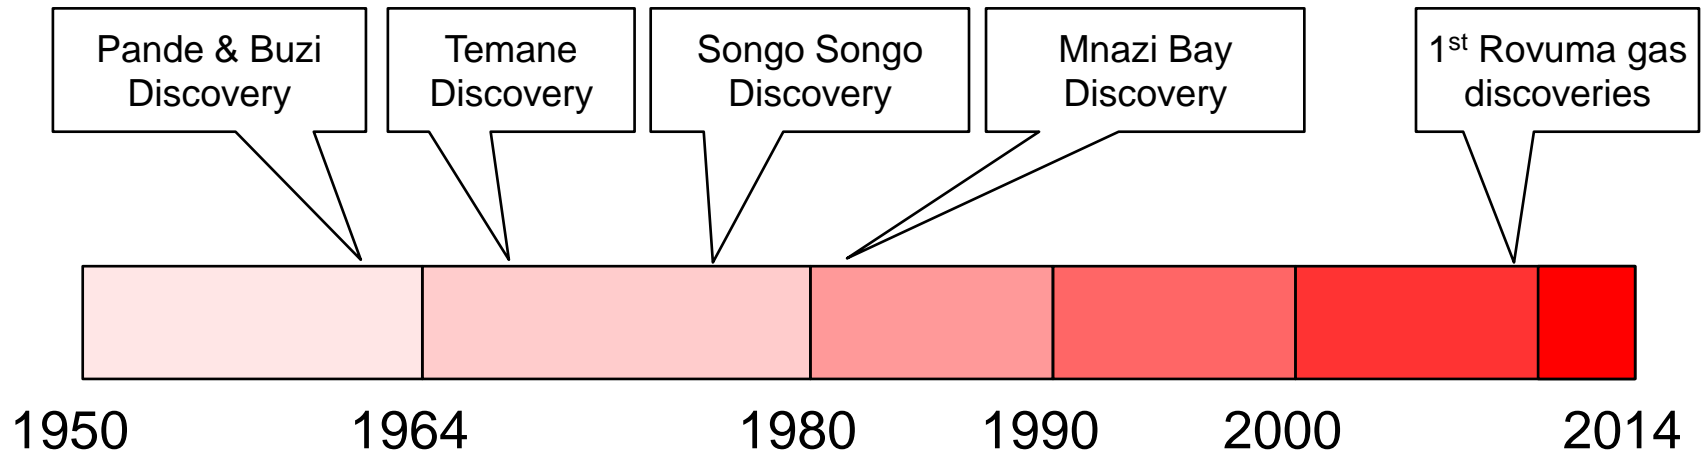 Pande & Buzi
Discovery
Temane
Discovery
Songo Songo
Discovery
Mnazi Bay
Discovery
1st Rovuma gas
discoveries
1950 1964 1980 1990 2000 2014